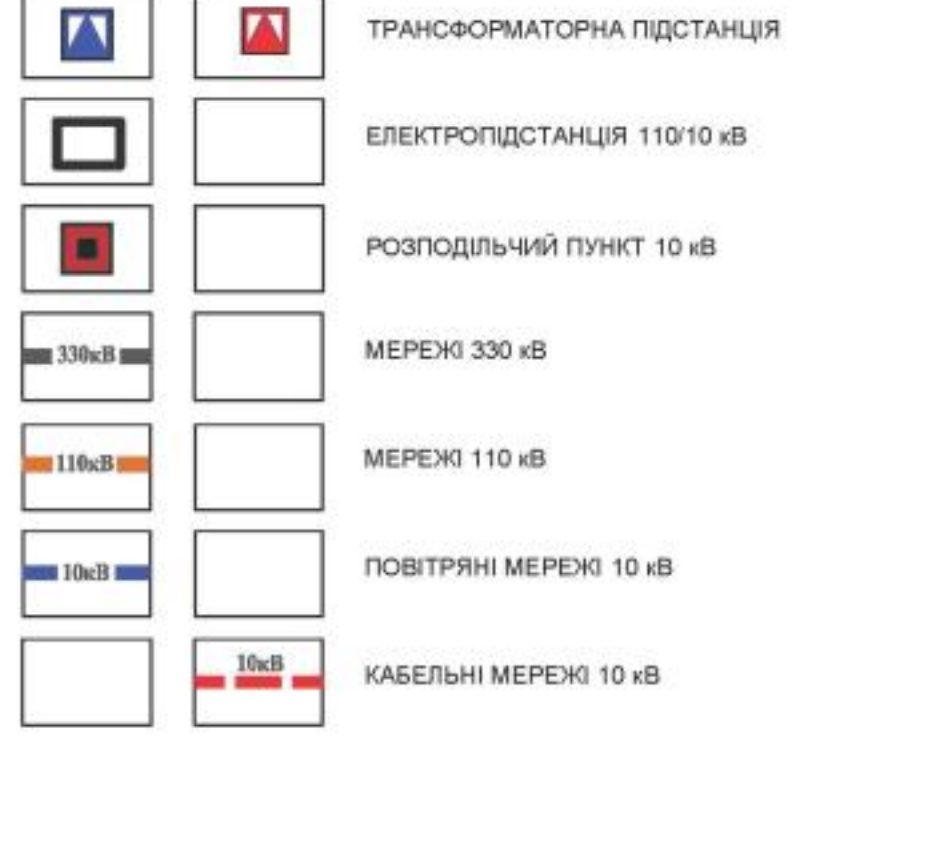 ТРАНСФОРМАТОРНА ПІДСТАНЦІЯ
ЕЛЕКТРОПІДСТАНЦІЯ 110/10 кВ
РОЗПОДІЛЬЧИЙ ПУНКТ 10 кВ
330кВ МЕРЕЖІ 330 кВ
110кВ МЕРЕЖІ 110 кВ
10кВ ПОВІТРЯНІ МЕРЕЖІ 10 кВ
10кВ КАБЕЛЬНІ МЕРЕЖІ 10 кВ